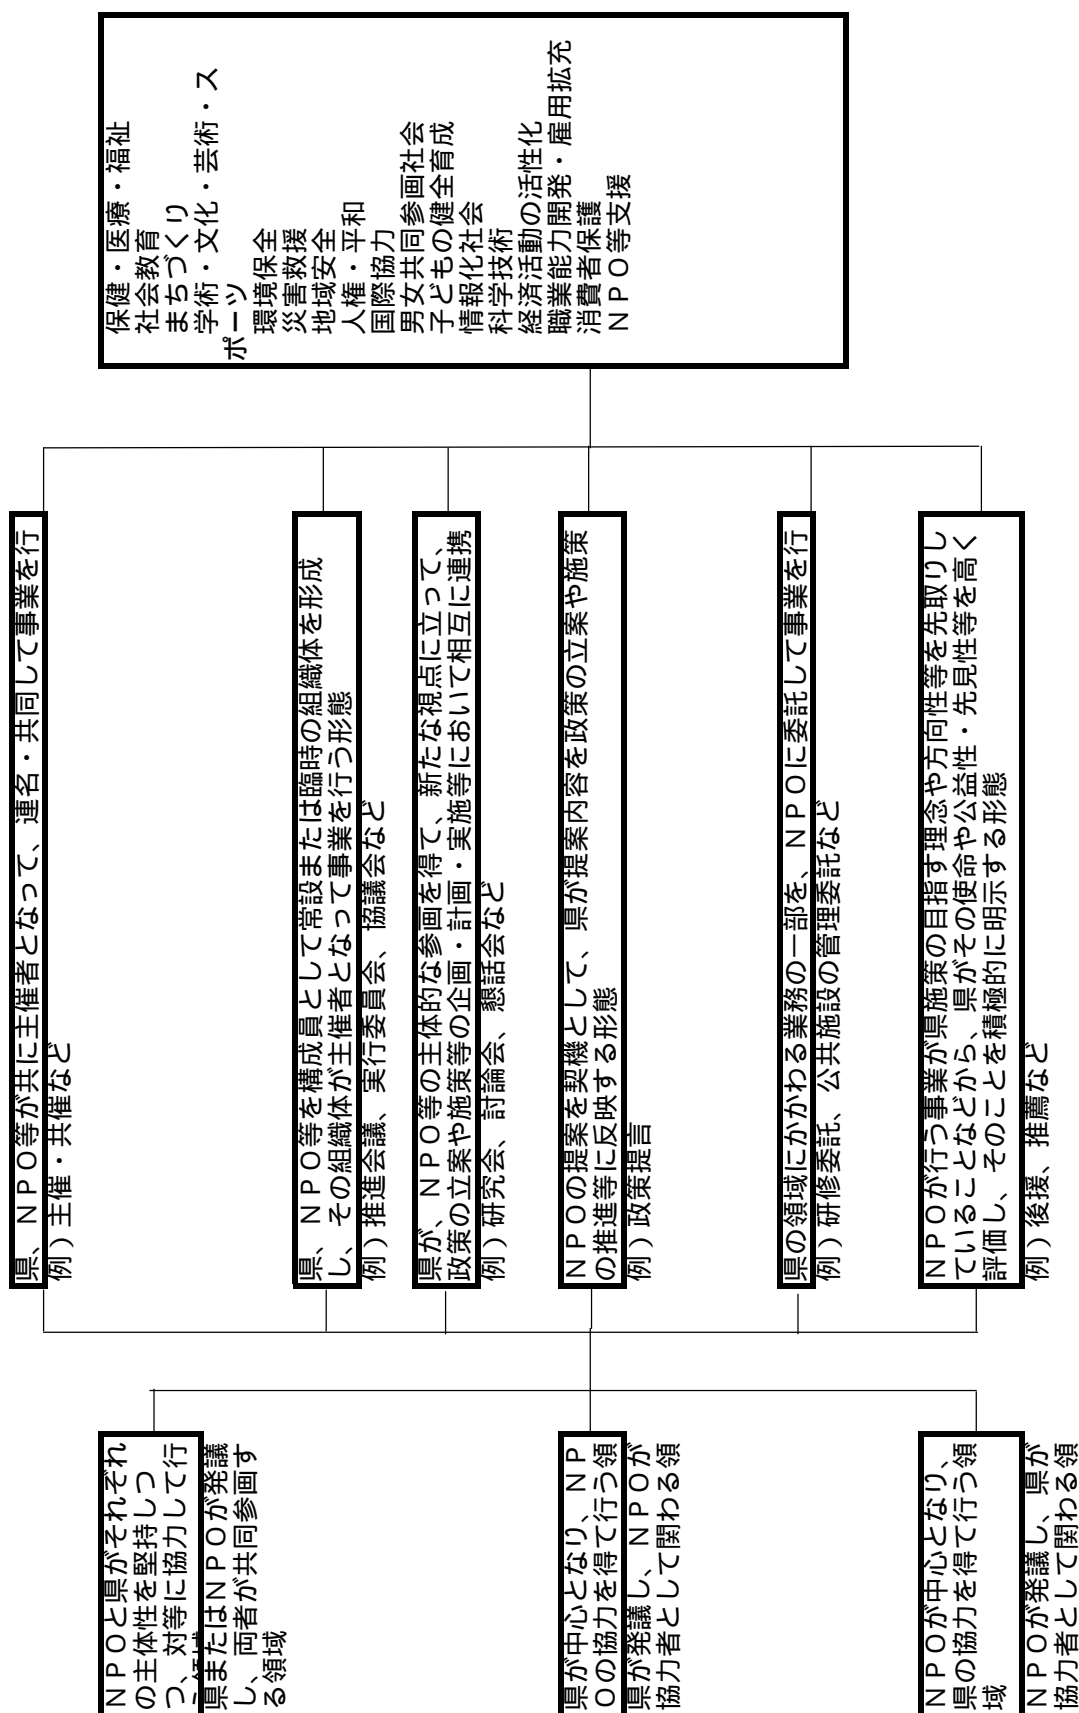 NPOと県がそれぞれ
の主体性を堅持しつ
つ、対等に協力して行
県またはNPOが発議
し、両者が共同参画す
る領域
県が中心となり、NP
Oの協力を得て行う領
県が発議し、NPOが
協力者として関わる領
NPOが中心となり、
県の協力を得て行う領
域
NPOが発議し、県が
協力者として関わる領
県、NPO等が共に主催者となって、連名・共同して事業を行
例）主催・共催など
県、NPO等を構成員として常設または臨時の組織体を形成
し、その組織体が主催者となって事業を行う形態
例）推進会議、実行委員会、協議会など
県が、NPO等の主体的な参画を得て、新たな視点に立って、
政策の立案や施策等の企画・計画・実施等において相互に連携
例）研究会、討論会、懇話会など
NPOの提案を契機として、県が提案内容を政策の立案や施策
の推進等に反映する形態
例）政策提言
県の領域にかかわる業務の一部を、NPOに委託して事業を行
例）研修委託、公共施設の管理委託など
NPOが行う事業が県施策の目指す理念や方向性等を先取りし
ていることなどから、県がその使命や公益性・先見性等を高く
評価し、そのことを積極的に明示する形態
例）後援、推薦など
保健・医療・福祉
社会教育
まちづくり
学術・文化・芸術・ス
ポーツ
環境保全
災害救援
地域安全
人権・平和
国際協力
男女共同参画社会
子どもの健全育成
情報化社会
科学技術
経済活動の活性化
職業能力開発・雇用拡充
消費者保護
NPO等支援